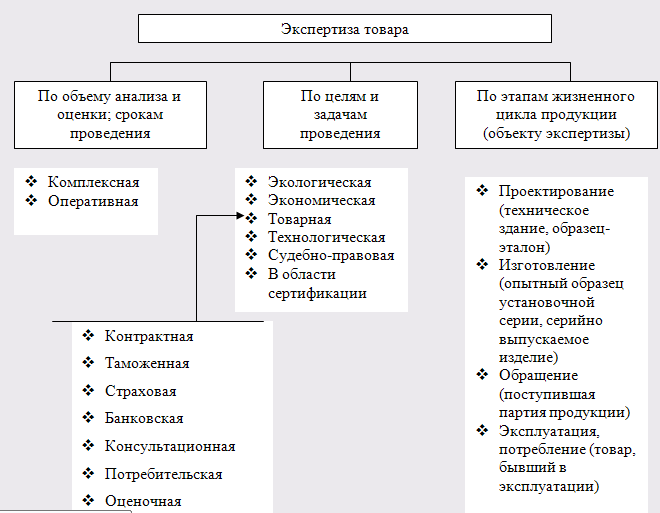 Экспертиза товара
По объему анализа и
оценки; срокам
проведения
По целям и
задачам
проведения
По этапам жизненного
цикла продукции
(объекту экспертизы)
Комплексная
Оперативная
Экологическая
Экономическая
Товарная
Технологическая
Судебно-правовая
В области
сертификации
Контрактная
Таможенная
Страховая
Банковская
Консультационная
Потребительская
Оценочная
Проектирование
(техническое
здание, образец-
эталон)
Изготовление
(опытный образец
установочной
серии, серийно
выпускаемое
изделие)
Обращение
(поступившая
партия продукции)
Эксплуатация,
потребление (товар,
бывший в
эксплуатации)